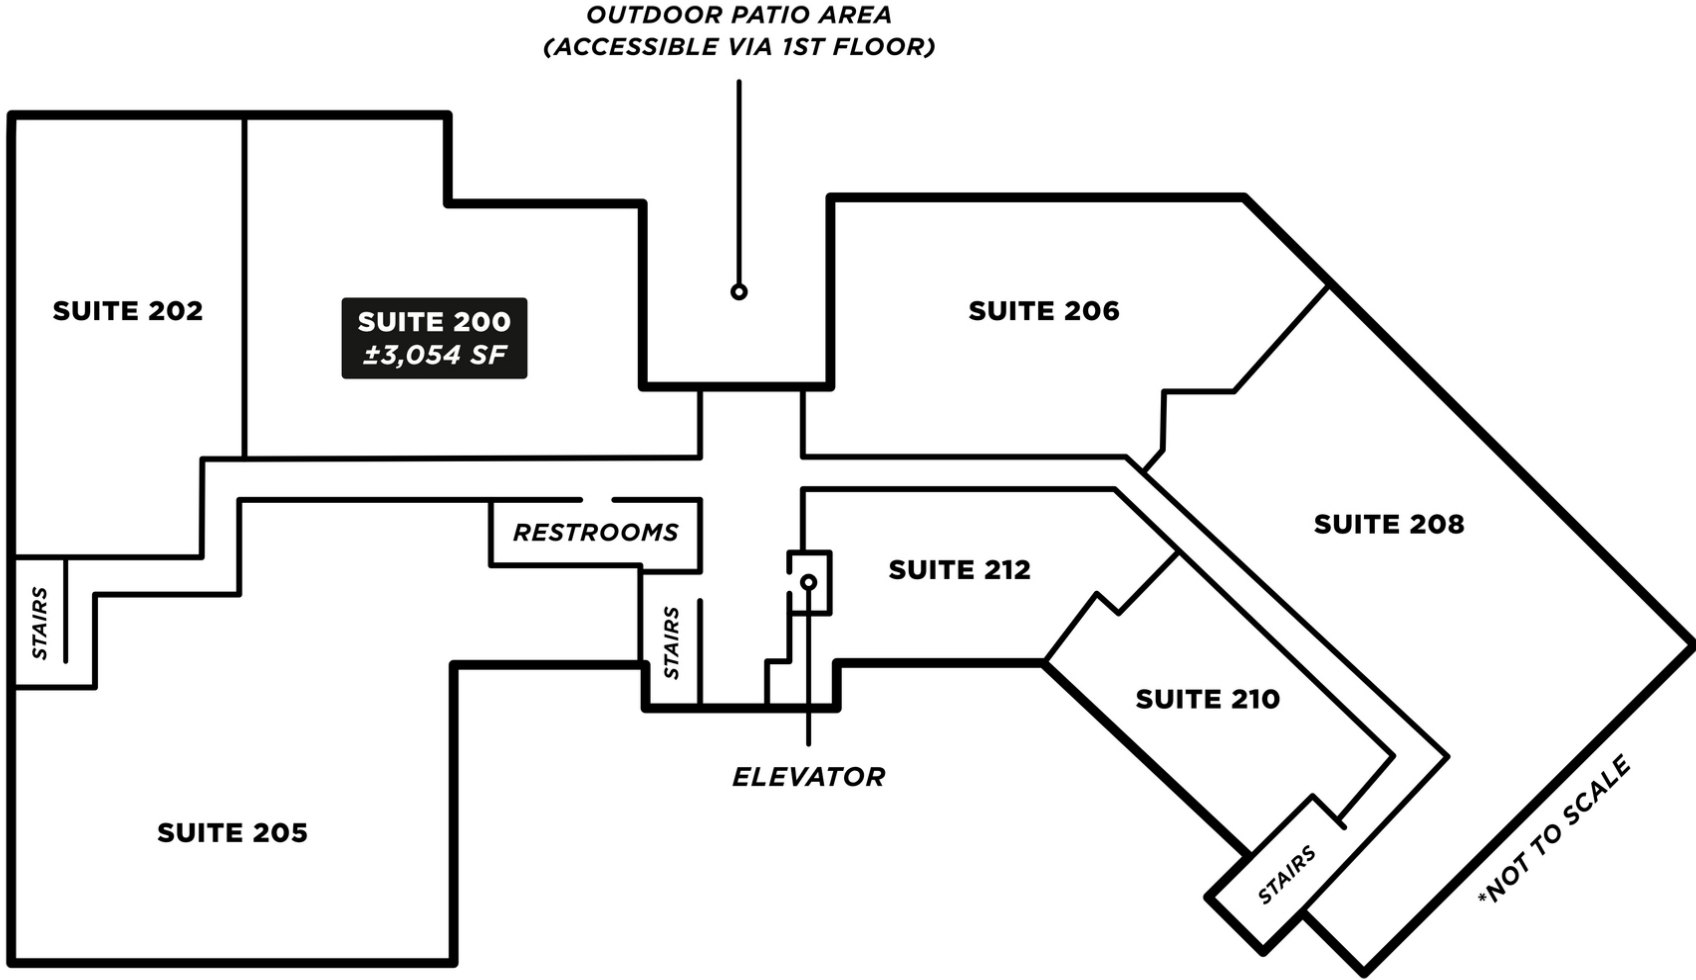 OUTDOOR PATIO AREA
(ACCESSIBLE VIA 1ST FLOOR)
SUITE 202
SUITE 200
±3,054 SF
SUITE 206
SUITE 208
RESTROOMS
SUITE 212
STAIRS
STAIRS
SUITE 210
ELEVATOR
SUITE 205
STAIRS
*NOT TO SCALE